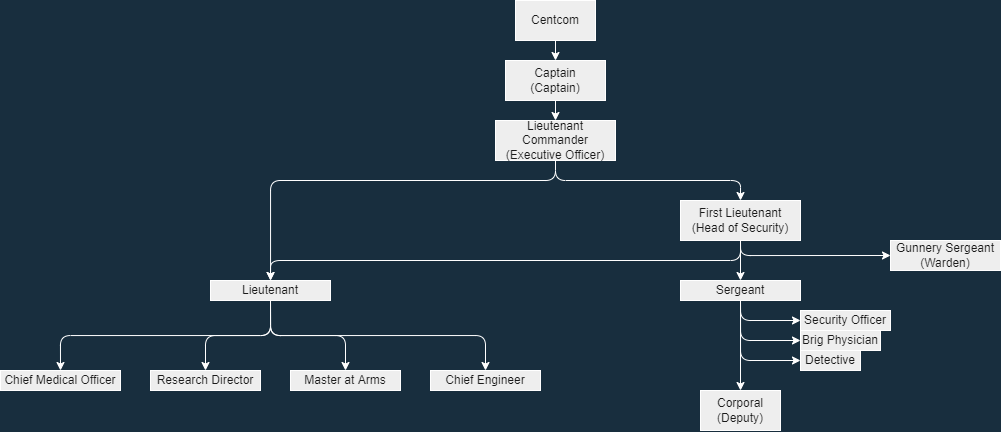 Centcom
Captain
(Captain)
Lieutenant
Commander
(Executive Officer)
First Lieutenant
(Head of Security)
Gunnery Sergeant
(Warden)
Lieutenant
Sergeant
Security Officer
Brig Physician
Detective
Chief Medical Officer
Research Director
Master at Arms
Chief Engineer
Corporal
(Deputy)